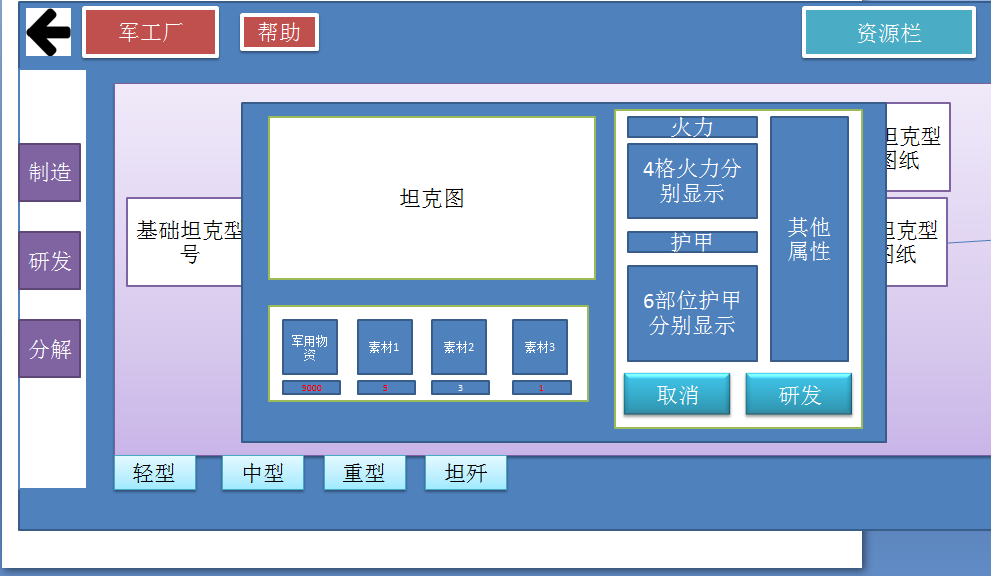 军工厂
帮助
资源栏
制造
研发
分解
基础坦克型
号
坦克图
军用物
资
素材1
素材2
素材3
5000
5
3
1
火力
4格火力分
别显示
护甲
6部位护甲
分别显示
其他
属性
取消
研发
坦克型
图纸
坦克型
图纸
轻型
中型
重型
坦歼